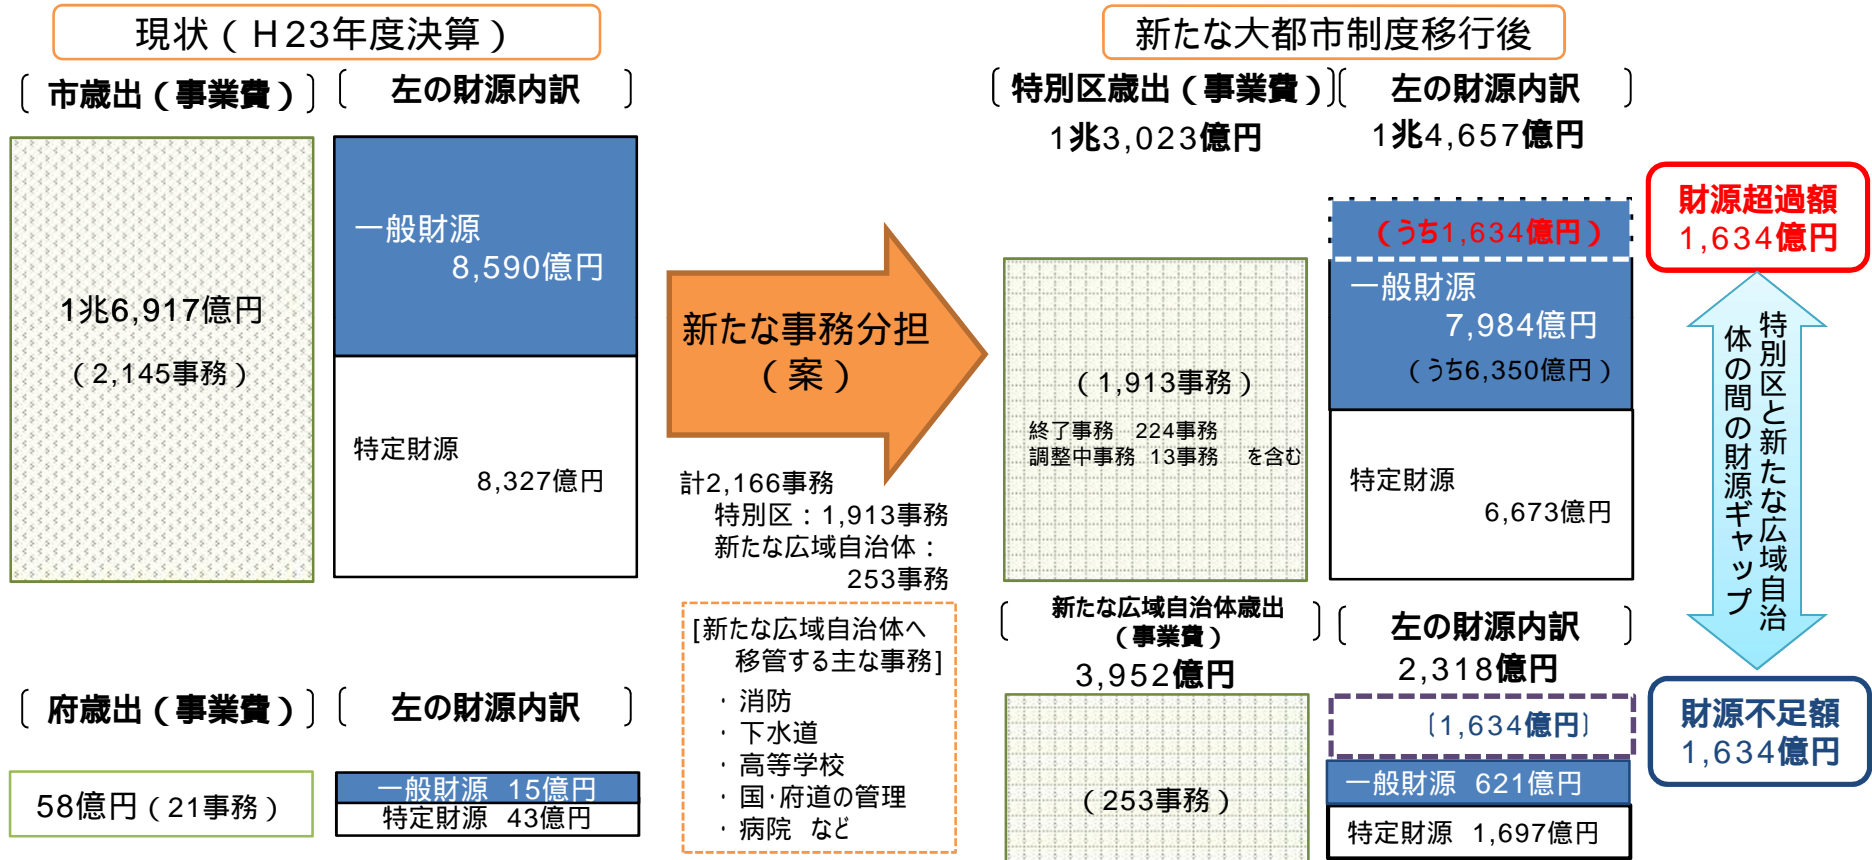 現状（H23年度決算）
〔 市歳出（事業費）〕
〔 左の財源内訳 〕
1兆6,917億円
（2,145事務）
一般財源
8,590億円
特定財源
8,327億円
〔 府歳出（事業費）〕
〔 左の財源内訳 〕
58億円（21事務）
一般財源 15億円
特定財源 43億円
新たな事務分担
（案）
計2,166事務
特別区：1,913事務
新たな広域自治体：
253事務
[新たな広域自治体へ
移管する主な事務]
・消防
・下水道
・高等学校
・国・府道の管理
・病院 など
新たな大都市制度移行後
〔 特別区歳出（事業費）〕
1兆3,023億円
〔 左の財源内訳 〕
1兆4,657億円
（1,913事務）
終了事務 224事務
調整中事務 13事務 を含む
（うち1,634億円）
一般財源
7,984億円
（うち6,350億円）
特定財源
6,673億円
〔 新たな広域自治体歳出
（事業費） 〕
3,952億円
〔 左の財源内訳 〕
2,318億円
（253事務）
〔1,634億円〕
一般財源 621億円
特定財源 1,697億円
財源超過額
1,634億円
特別区と新たな広域自治
体の間の財源ギャップ
財源不足額
1,634億円